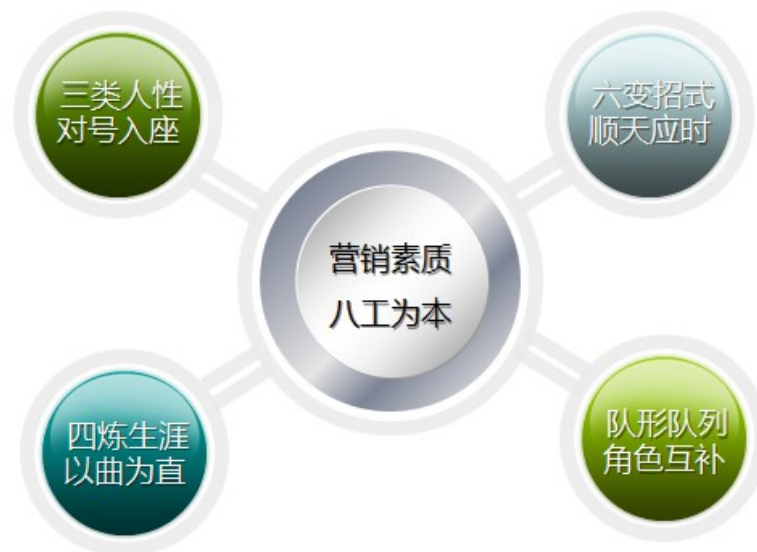 三类人性
对号入座
六变招式
顺天应时
营销素质
八工为本
四炼生涯
以曲为直
队形队列
角色互补